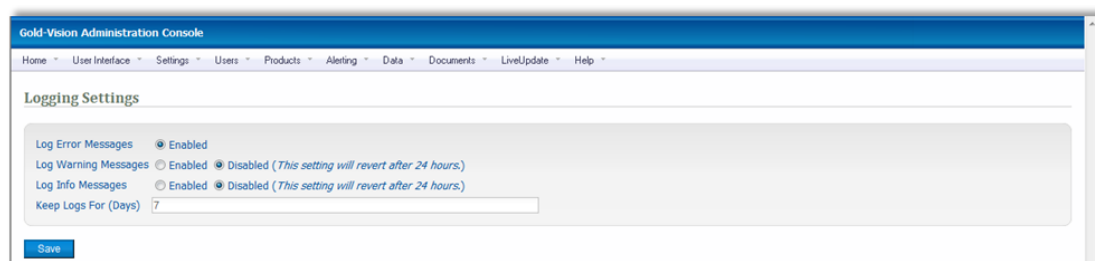 Gold-Vision Administration Console
Home User Interface Settings Users Products Alerting Data Documents LiveUpdate Help
Logging Settings
Log Error Messages Enabled
Log Warning Messages Enabled Disabled (This setting will revert after 24 hours.)
Log Info Messages Enabled Disabled (This setting will revert after 24 hours.)
Keep Logs For (Days) 7
Save